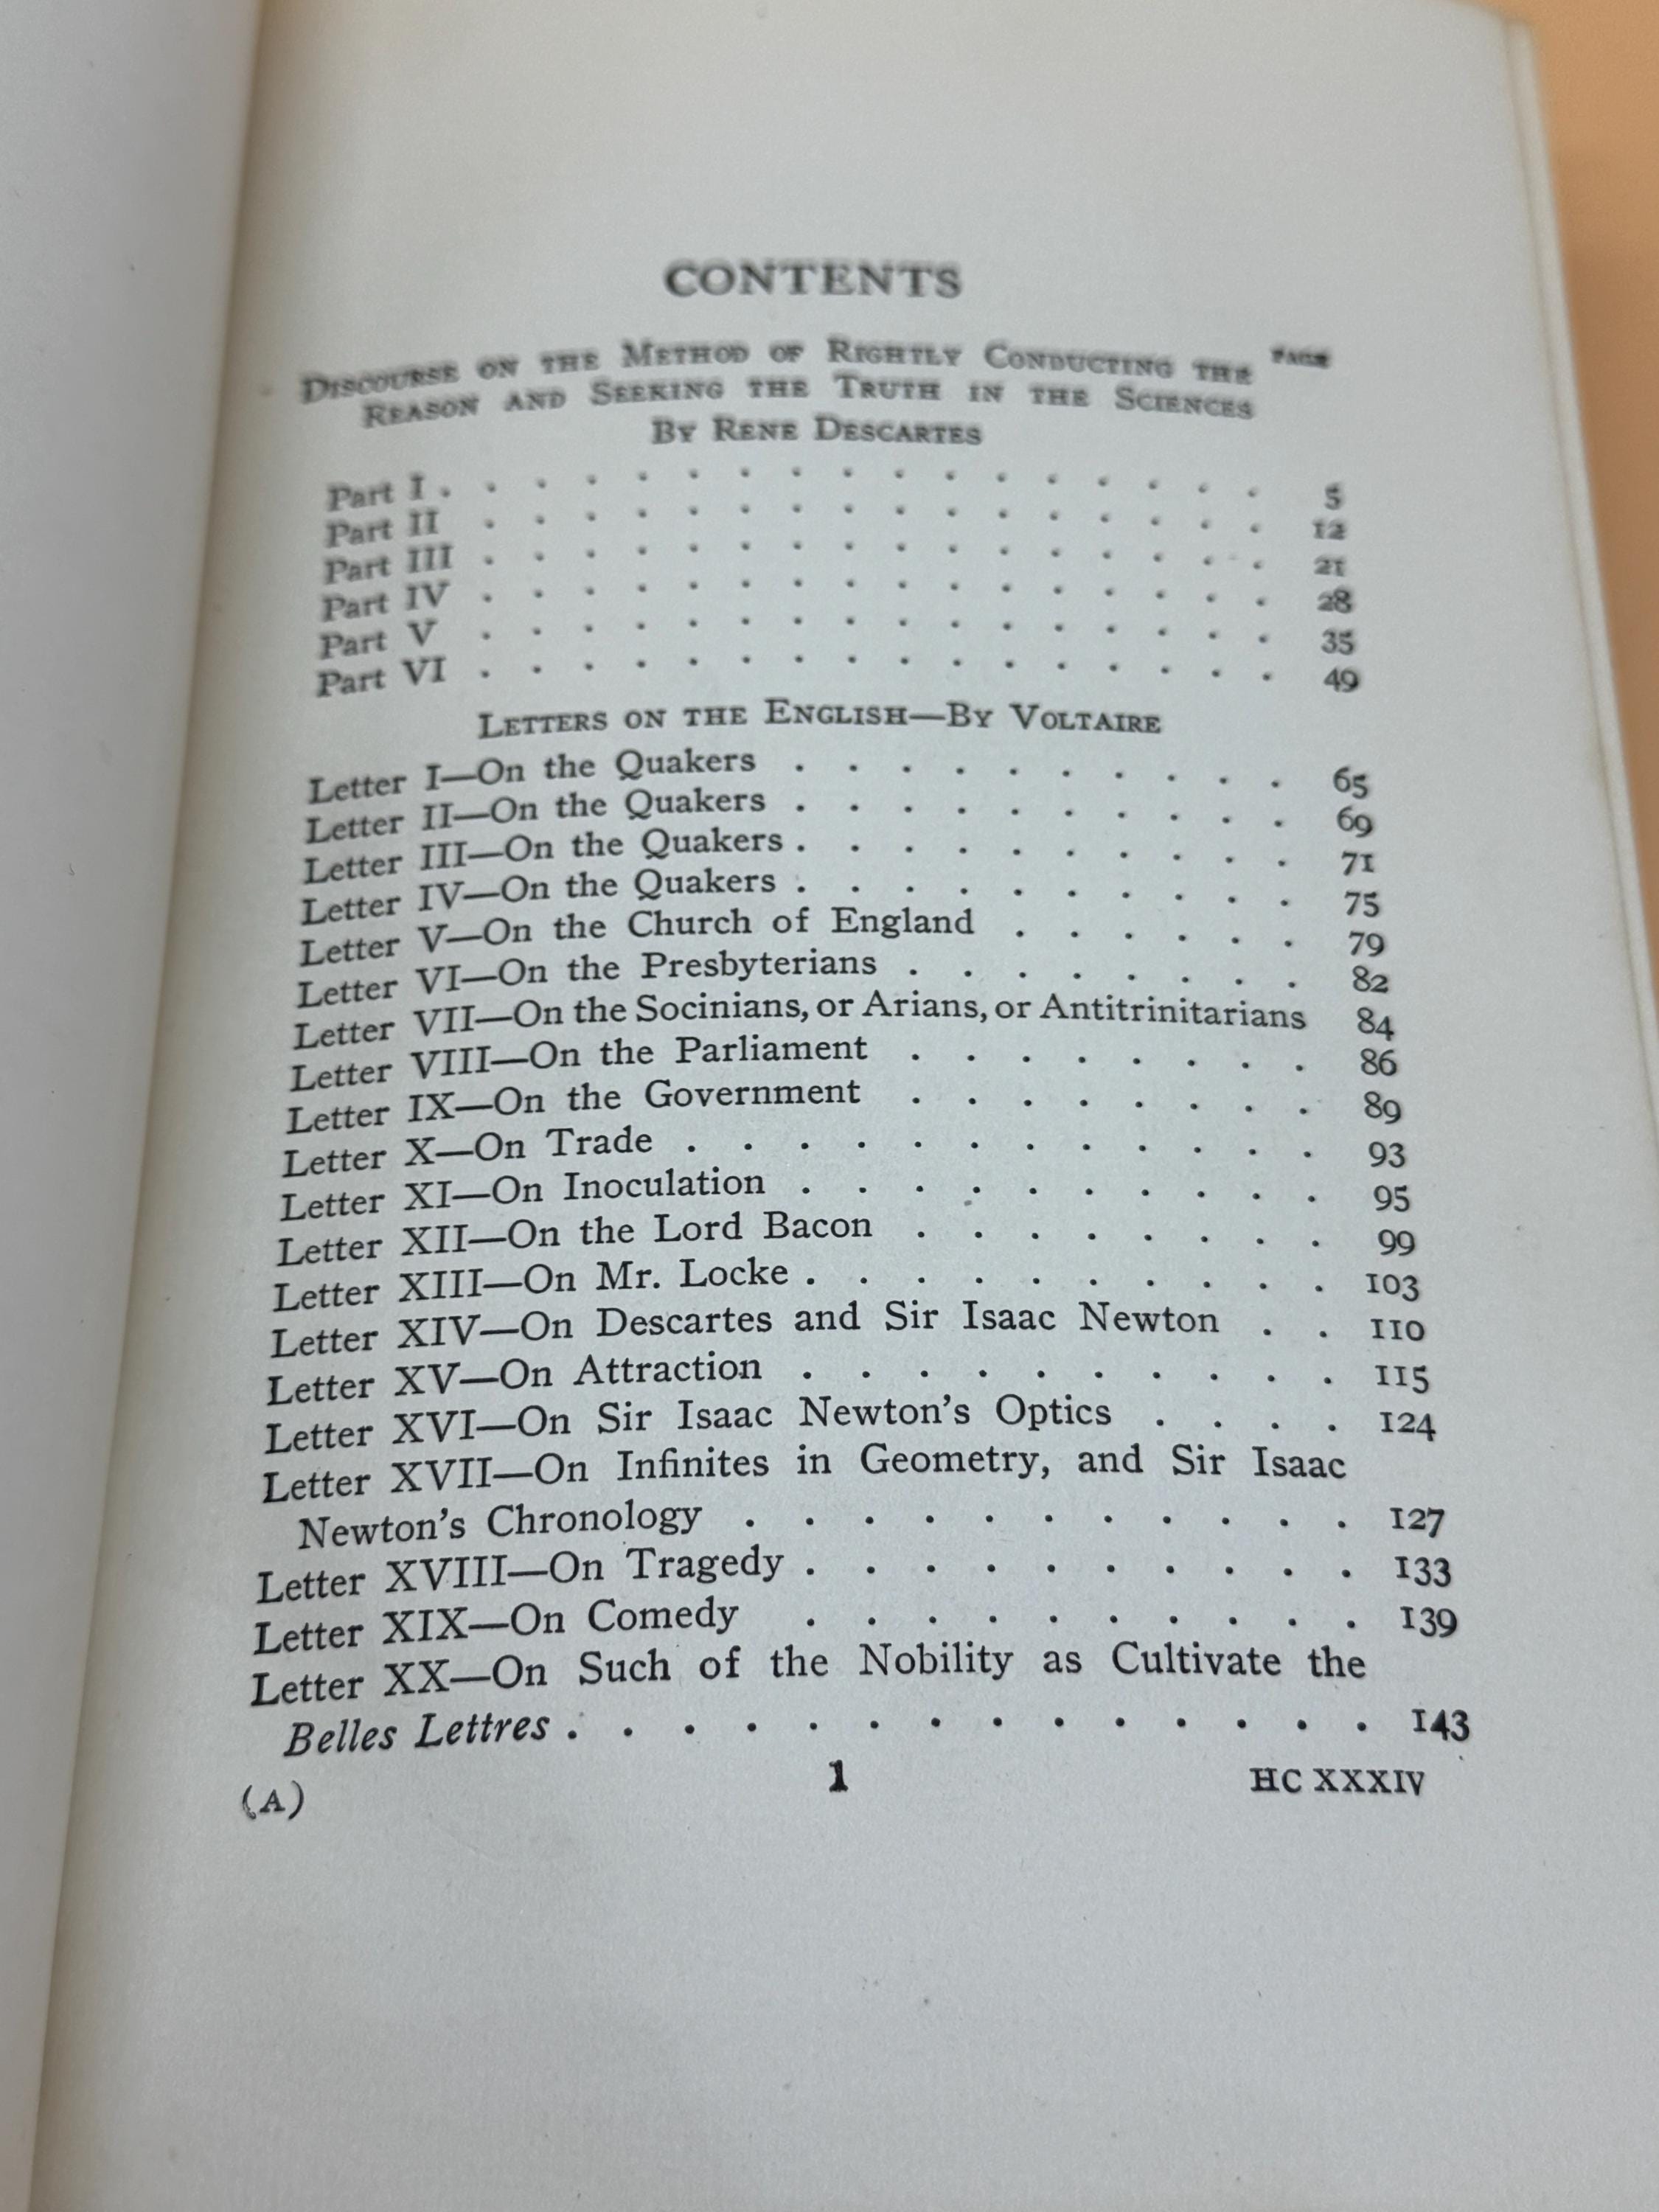 CONTENTS
PAGE
DISCOURSE ON THE METHOD OF RIGHTLY CONDUCTING THE
REASON AND SEEKING THE TRUTH IN THE SCIENCES
BY RENE DESCARTES
Part I . . . . . . . . . . . . . . . . . 5
Part II . . . . . . . . . . . . . . . . 12
Part III . . . . . . . . . . . . . . . . 21
Part IV . . . . . . . . . . . . . . . . 28
Part V . . . . . . . . . . . . . . . . 35
Part VI . . . . . . . . . . . . . . . . 49
LETTERS ON THE ENGLISH—BY VOLTAIRE
Letter I—On the Quakers . . . . . . . . . . 65
Letter II—On the Quakers . . . . . . . . . . 69
Letter III—On the Quakers . . . . . . . . . . 71
Letter IV—On the Quakers . . . . . . . . . . 75
Letter V—On the Church of England . . . . . . 79
Letter VI—On the Presbyterians . . . . . . . . 82
Letter VII—On the Socinians, or Arians, or Antitrinitarians 84
Letter VIII—On the Parliament . . . . . . . . 86
Letter IX—On the Government . . . . . . . . 89
Letter X—On Trade . . . . . . . . . . . . 93
Letter XI—On Inoculation . . . . . . . . . . 95
Letter XII—On the Lord Bacon . . . . . . . . 99
Letter XIII—On Mr. Locke . . . . . . . . . . 103
Letter XIV—On Descartes and Sir Isaac Newton . . 110
Letter XV—On Attraction . . . . . . . . . . 115
Letter XVI—On Sir Isaac Newton's Optics . . . . 124
Letter XVII—On Infinites in Geometry, and Sir Isaac
Newton's Chronology . . . . . . . . . . . 127
Letter XVIII—On Tragedy . . . . . . . . . . 133
Letter XIX—On Comedy . . . . . . . . . . 139
Letter XX—On Such of the Nobility as Cultivate the
Belles Lettres . . . . . . . . . . . . . . 143
(A) 1 HC XXXIV